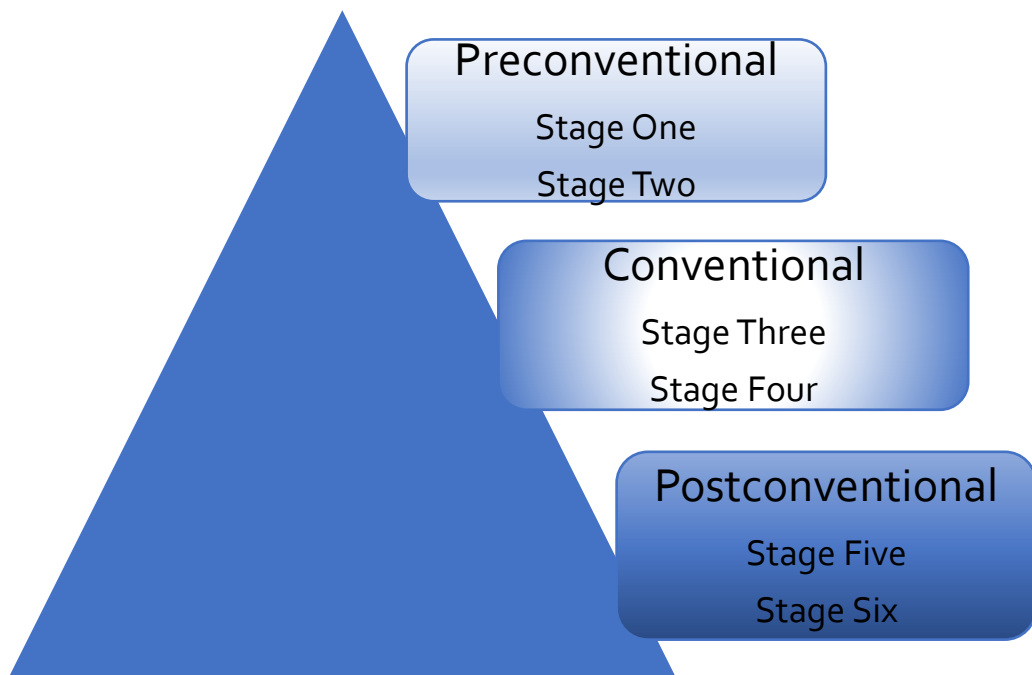 Preconventional
Stage One
Stage Two
Conventional
Stage Three
Stage Four
Postconventional
Stage Five
Stage Six